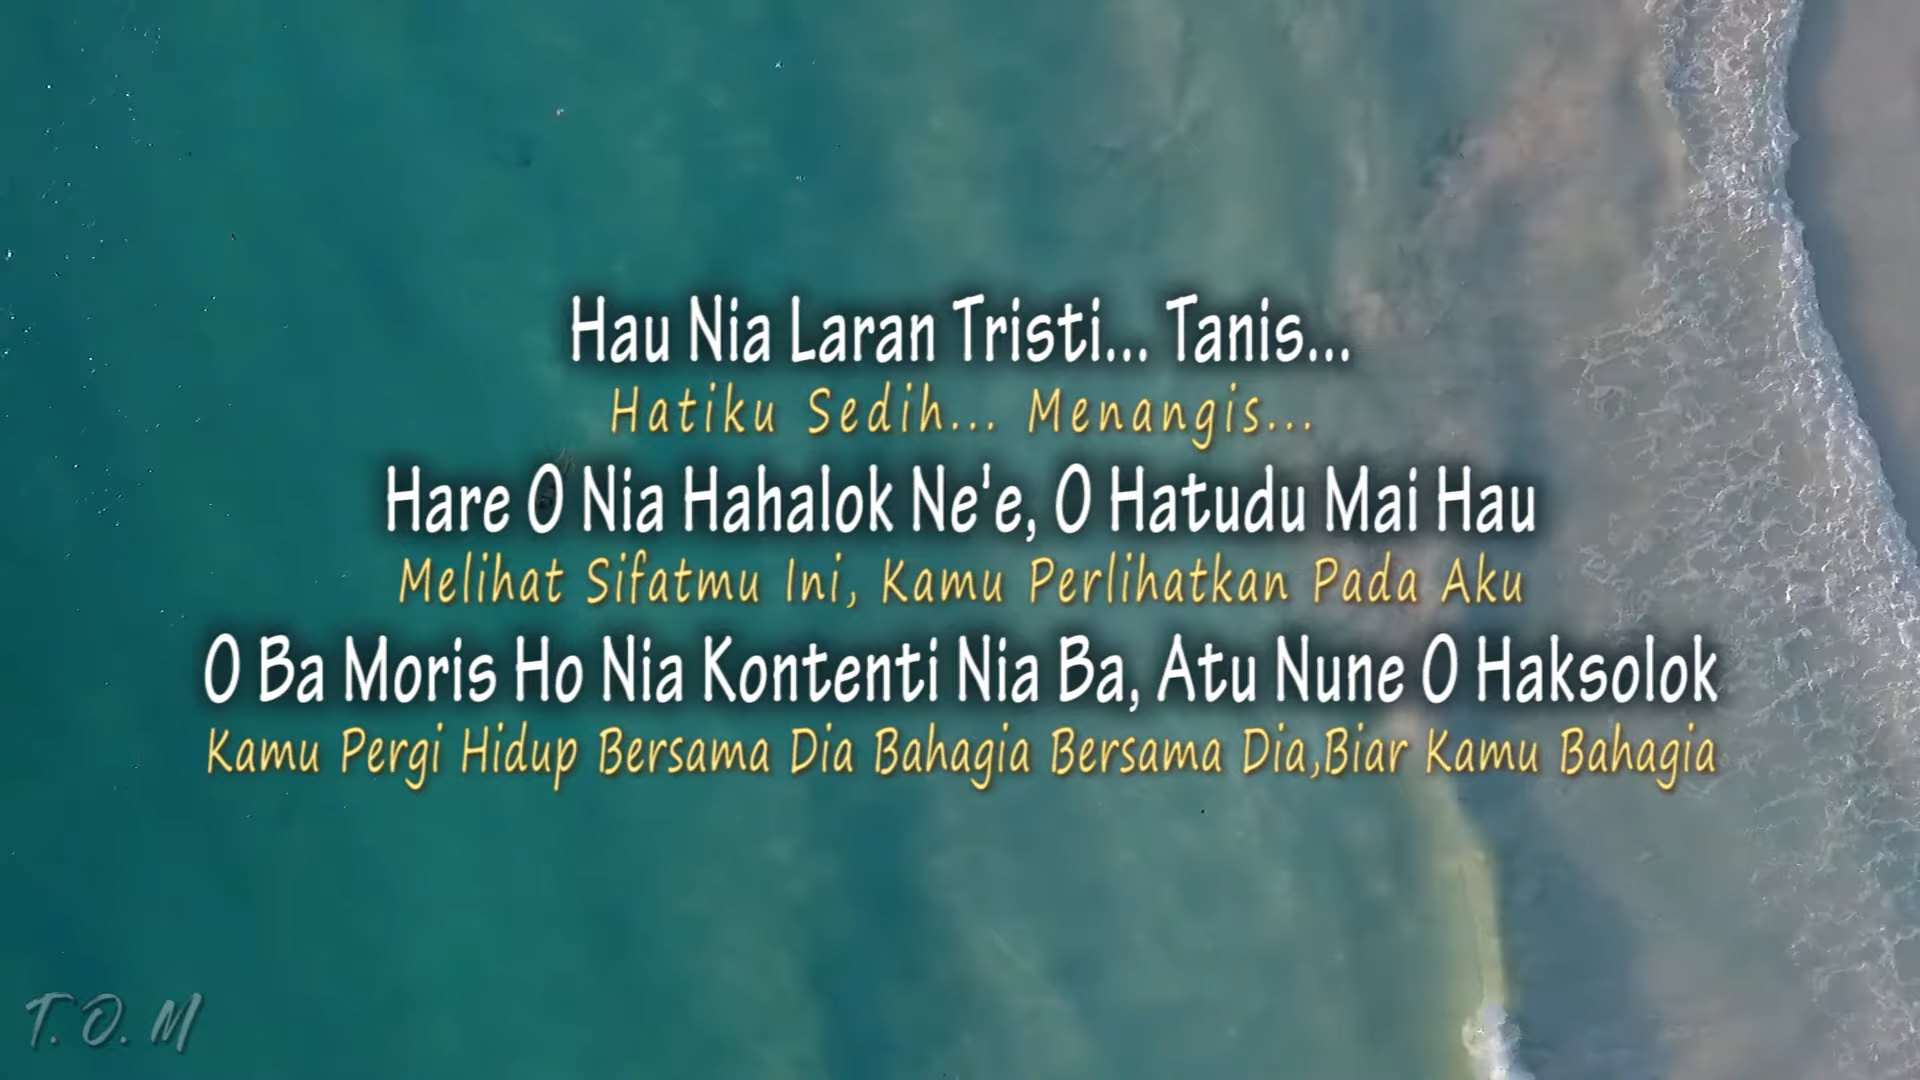 Hau Nia Laran Tristi... Tanis...
Hatiku Sedih... Menangis...
Hare O Nia Hahalok Ne'e, O Hatudu Mai Hau
Melihat Sifatmu Ini, Kamu Perlihatkan Pada Aku
O Ba Moris Ho Nia Kontenti Nia Ba, Atu Nune O Haksolok
Kamu Pergi Hidup Bersama Dia Bahagia Bersama Dia,Biar Kamu Bahagia
T. O. M